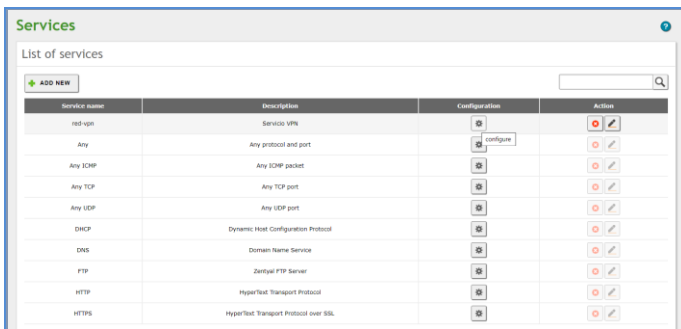 Services
?
List of services
ADD NEW
Service name Description Configuration Action
red-vpn Servicio VPN
configure
Any Any protocol and port
Any ICMP Any ICMP packet
Any TCP Any TCP port
Any UDP Any UDP port
DHCP Dynamic Host Configuration Protocol
DNS Domain Name Service
FTP Zentyal FTP Server
HTTP HyperText Transport Protocol
HTTPS HyperText Transport Protocol over SSL